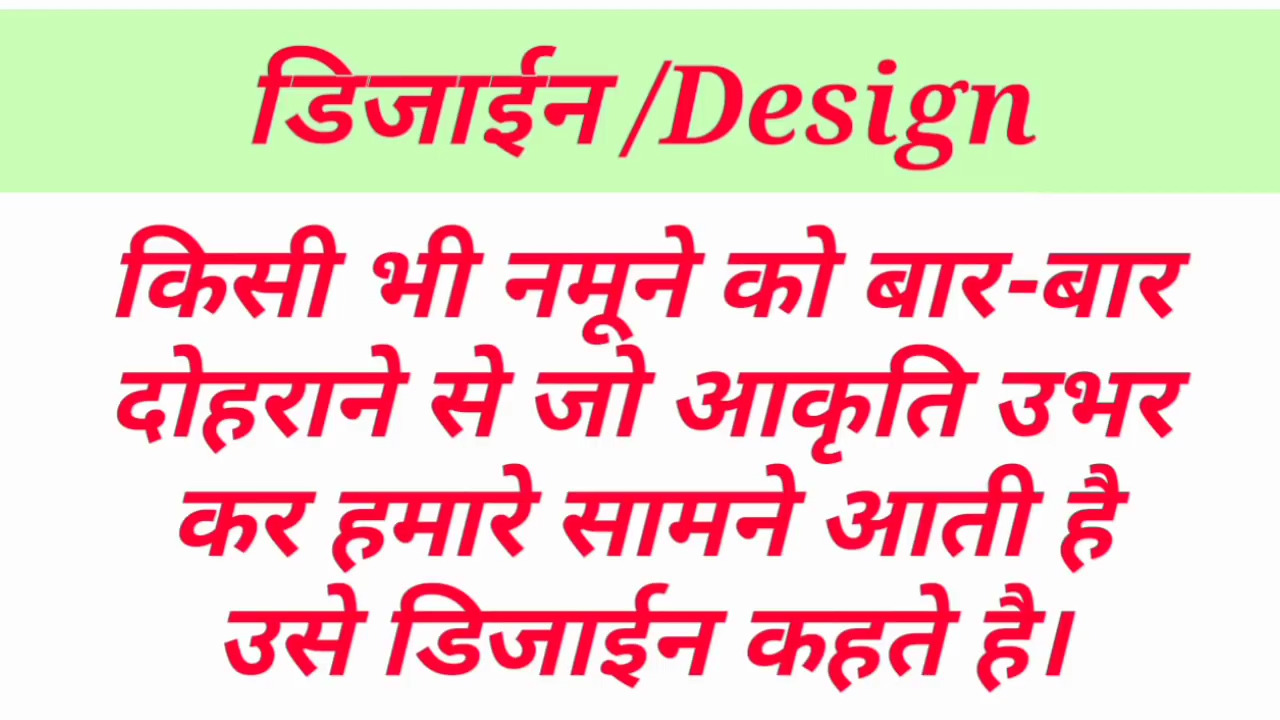 डिजाईन /Design
किसी भी नमूने को बार-बार
दोहराने से जो आकृति उभर
कर हमारे सामने आती है
उसे डिजाईन कहते है।